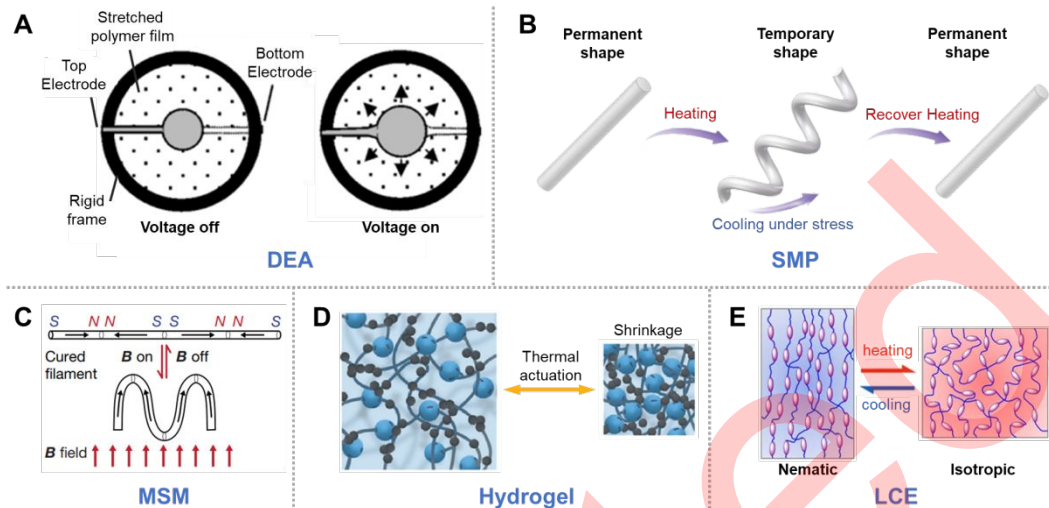 A
Stretched
polymer film
Top
Electrode
Bottom
Electrode
Rigid
frame
Voltage off
Voltage on
DEA
B
Permanent
shape
Temporary
shape
Permanent
shape
Heating
Recover Heating
Cooling under stress
SMP
C
S N N S S N N S
Cured
filament
B on
B off
B field
MSM
D
Shrinkage
Thermal
actuation
Hydrogel
E
heating
cooling
Nematic
Isotropic
LCE